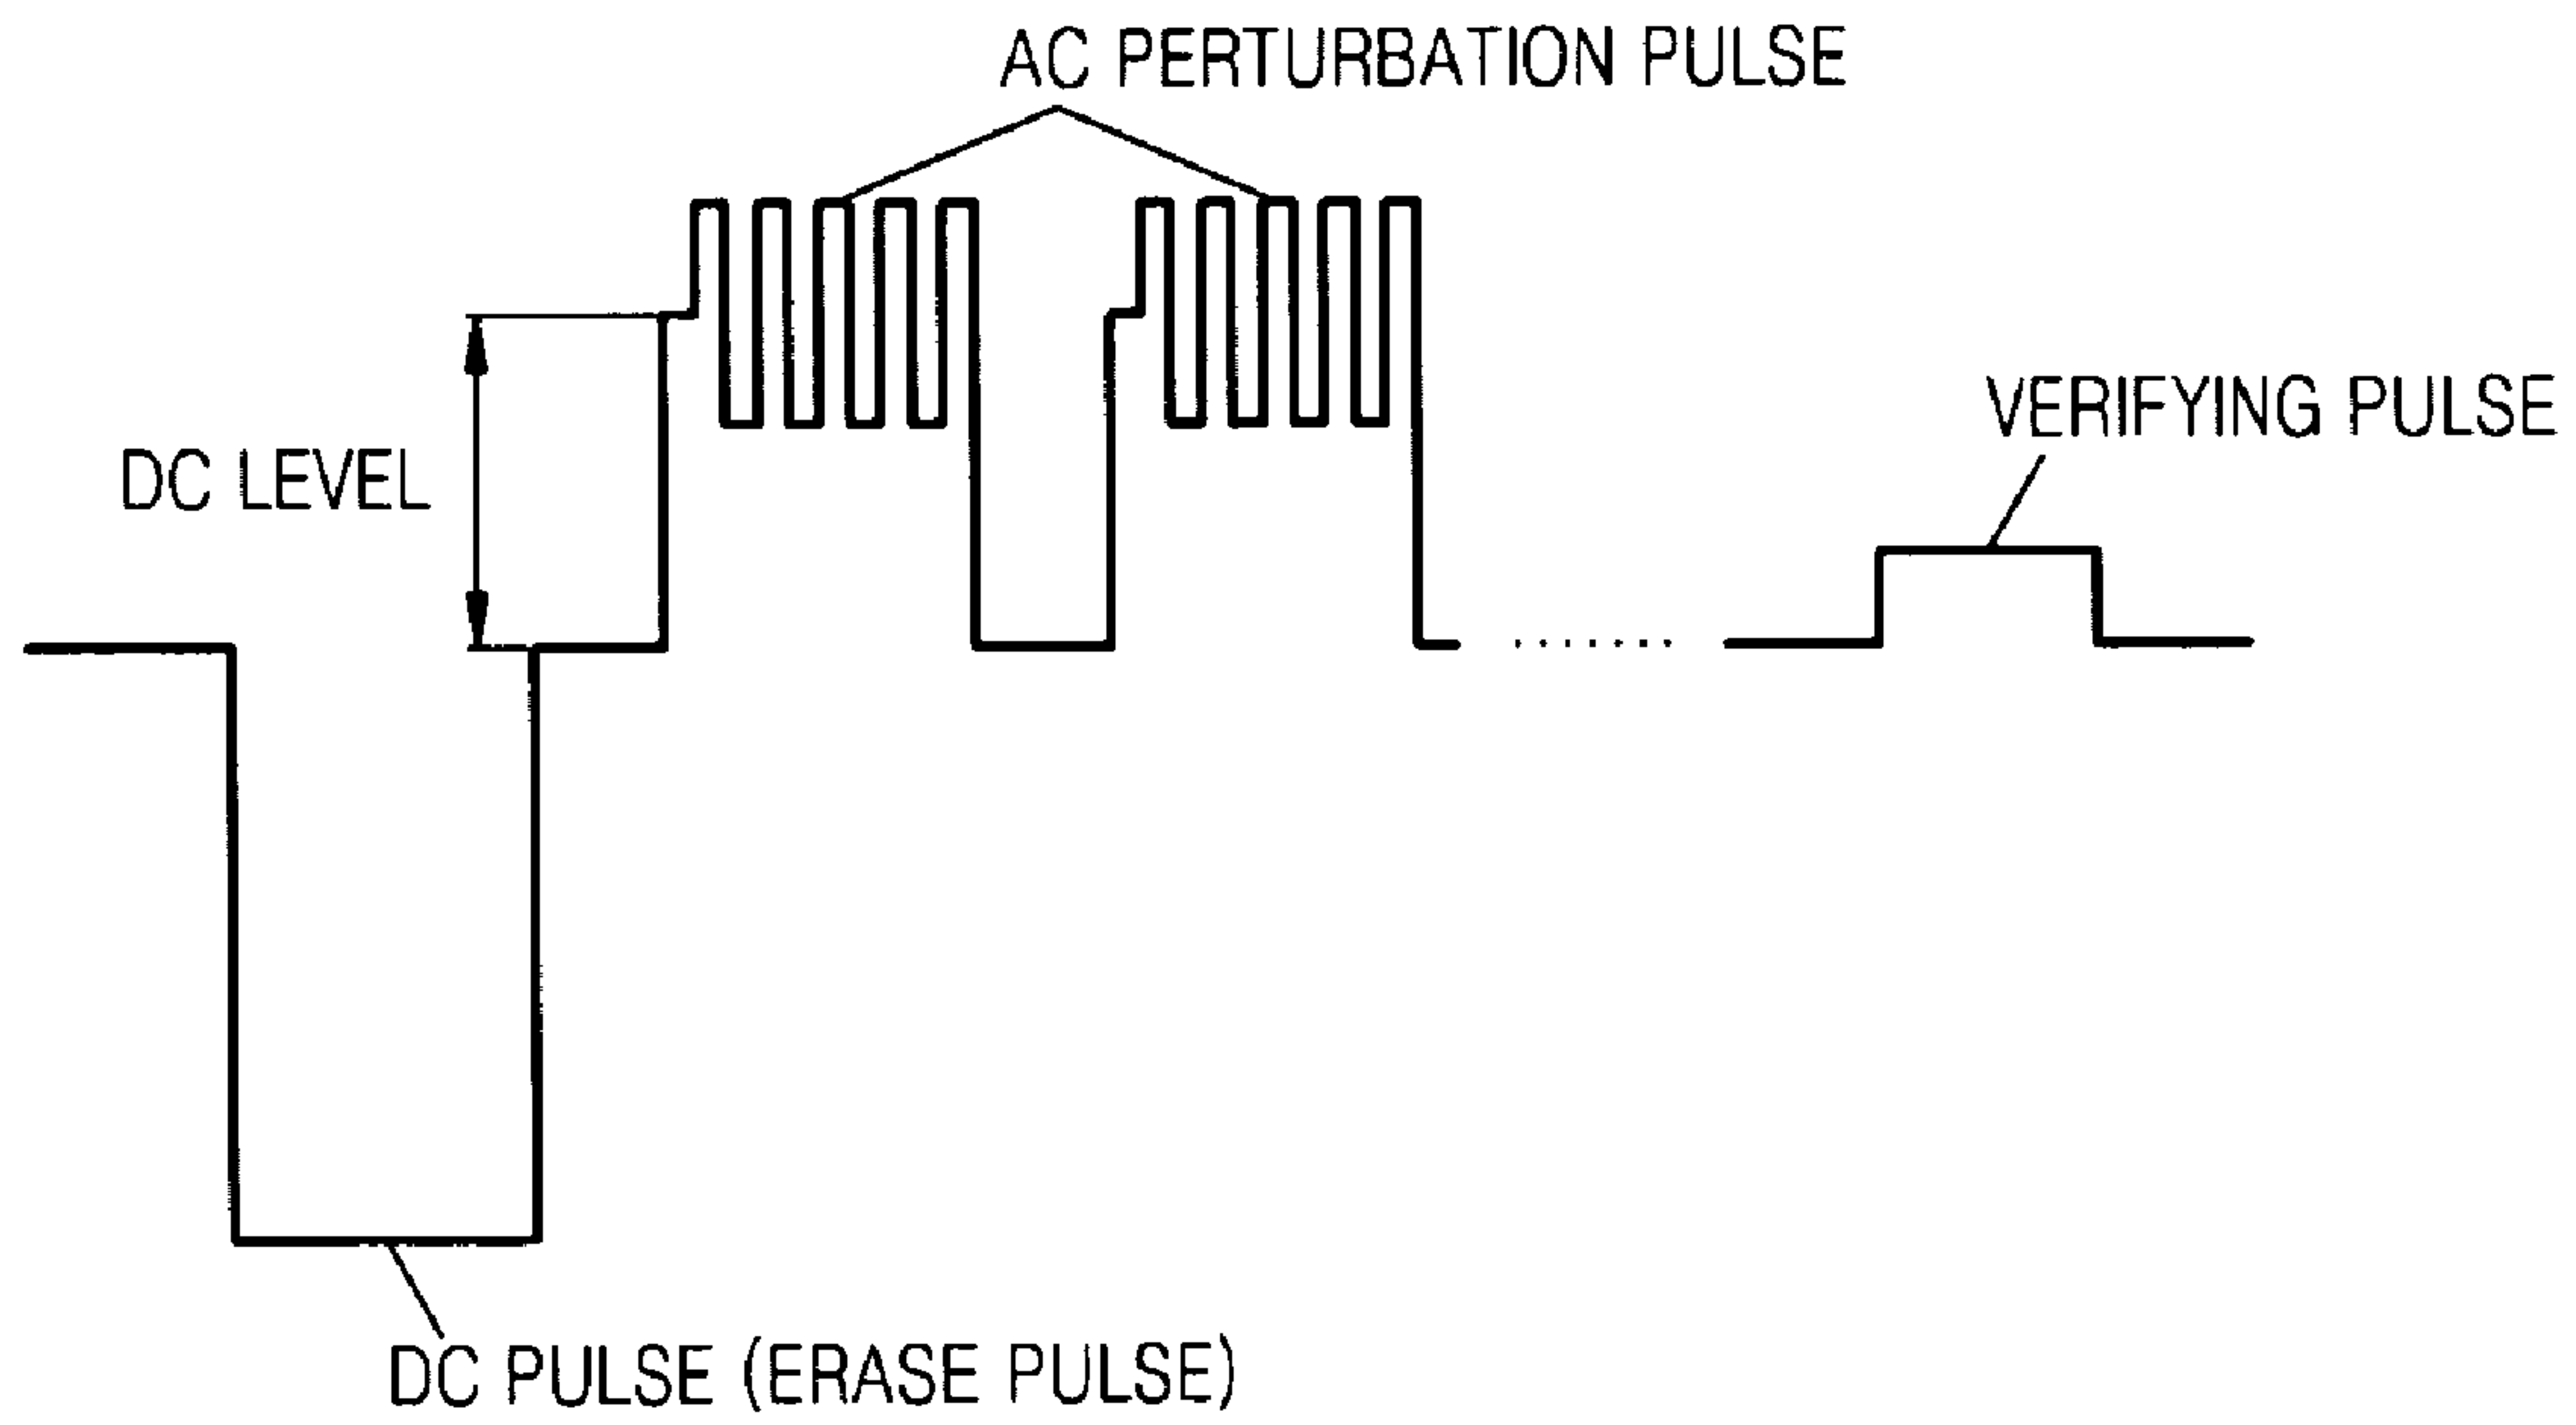 AC PERTURBATION PULSE
VERIFYING PULSE
DC LEVEL
DC PULSE (ERASE PULSE)